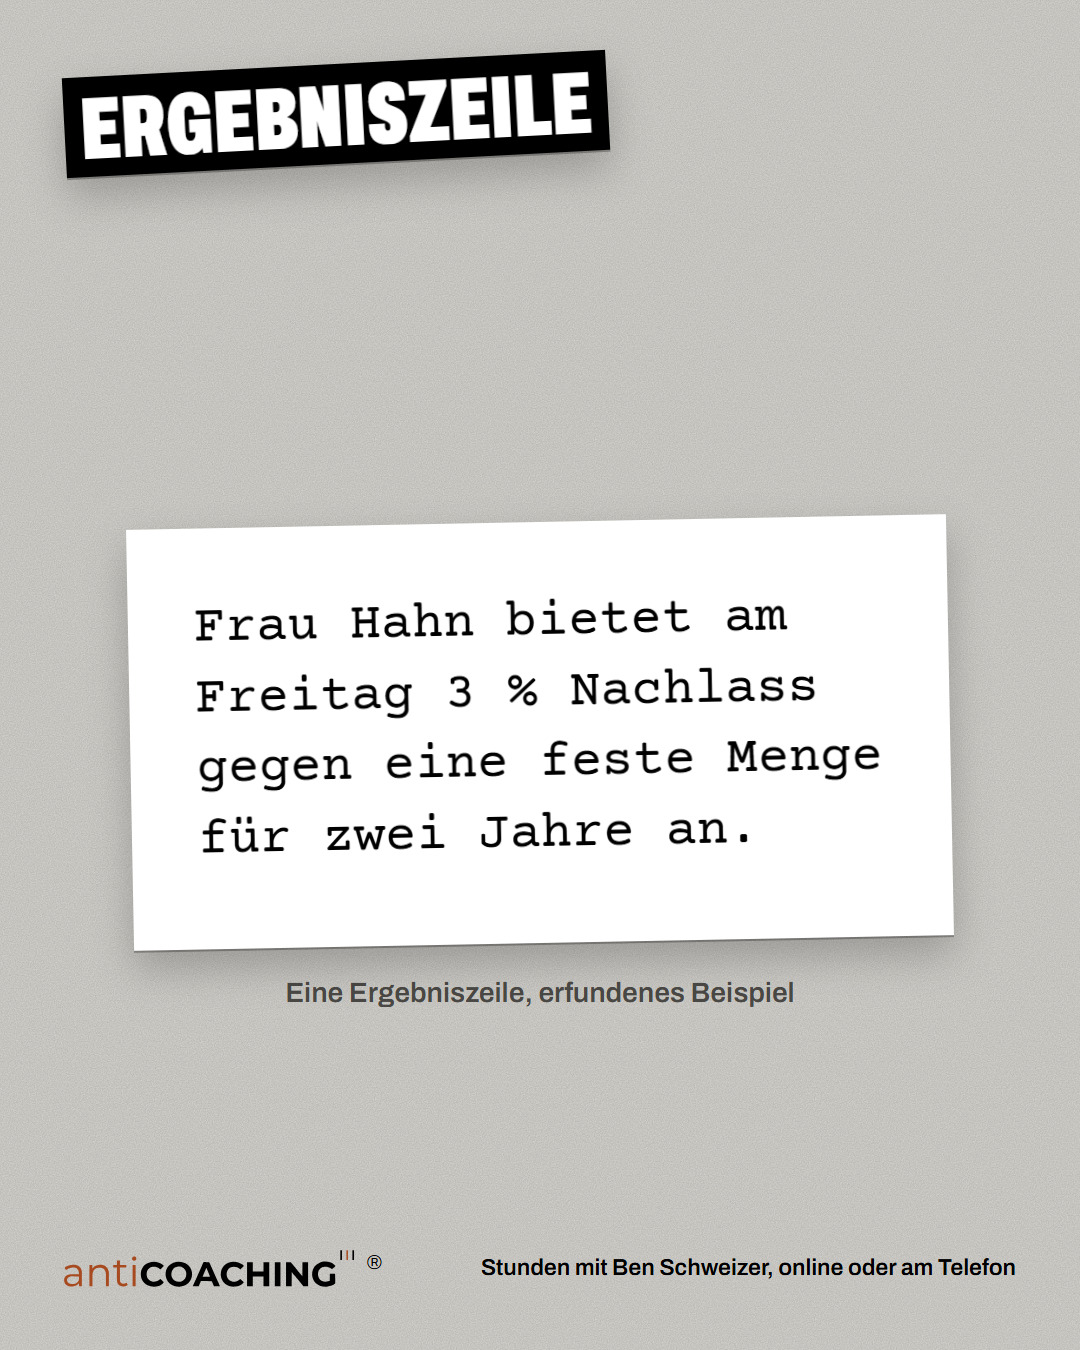 ERGEBNISZEILE
Frau Hahn bietet am
Freitag 3 % Nachlass
gegen eine feste Menge
für zwei Jahre an.
Eine Ergebniszeile, erfundenes Beispiel
antiCOACHING ®
Stunden mit Ben Schweizer, online oder am Telefon